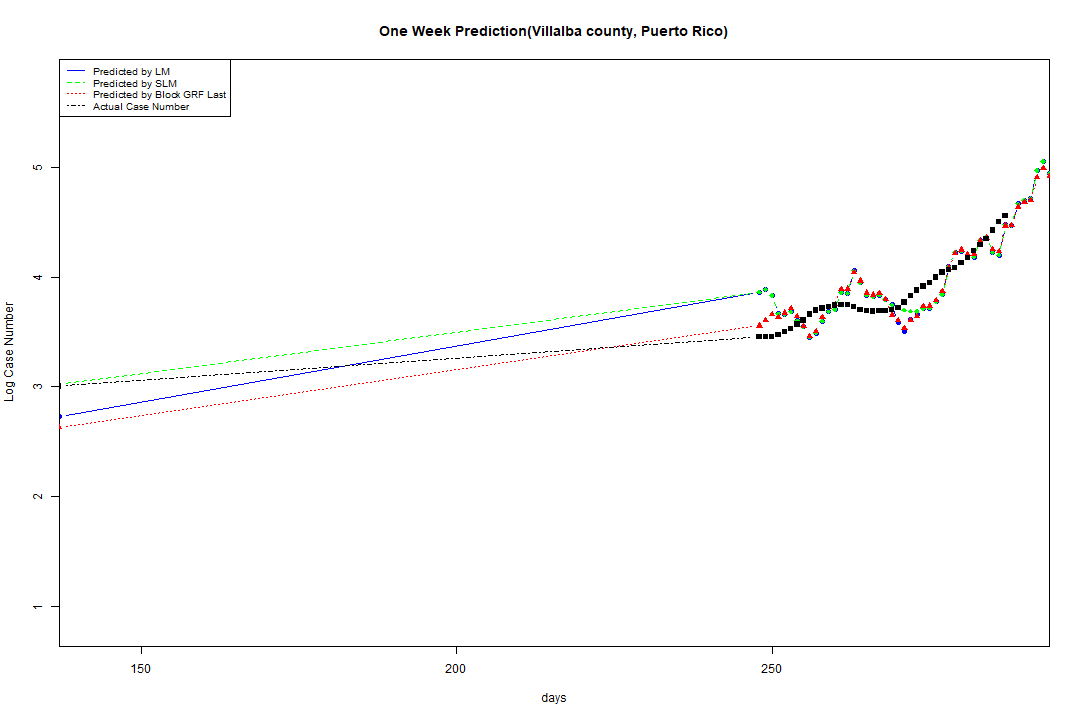 One Week Prediction(Villalba county, Puerto Rico)
Predicted by LM
Predicted by SLM
Predicted by Block GRF Last
Actual Case Number
5
4
3
2
1
Log Case Number
150 200 250
days